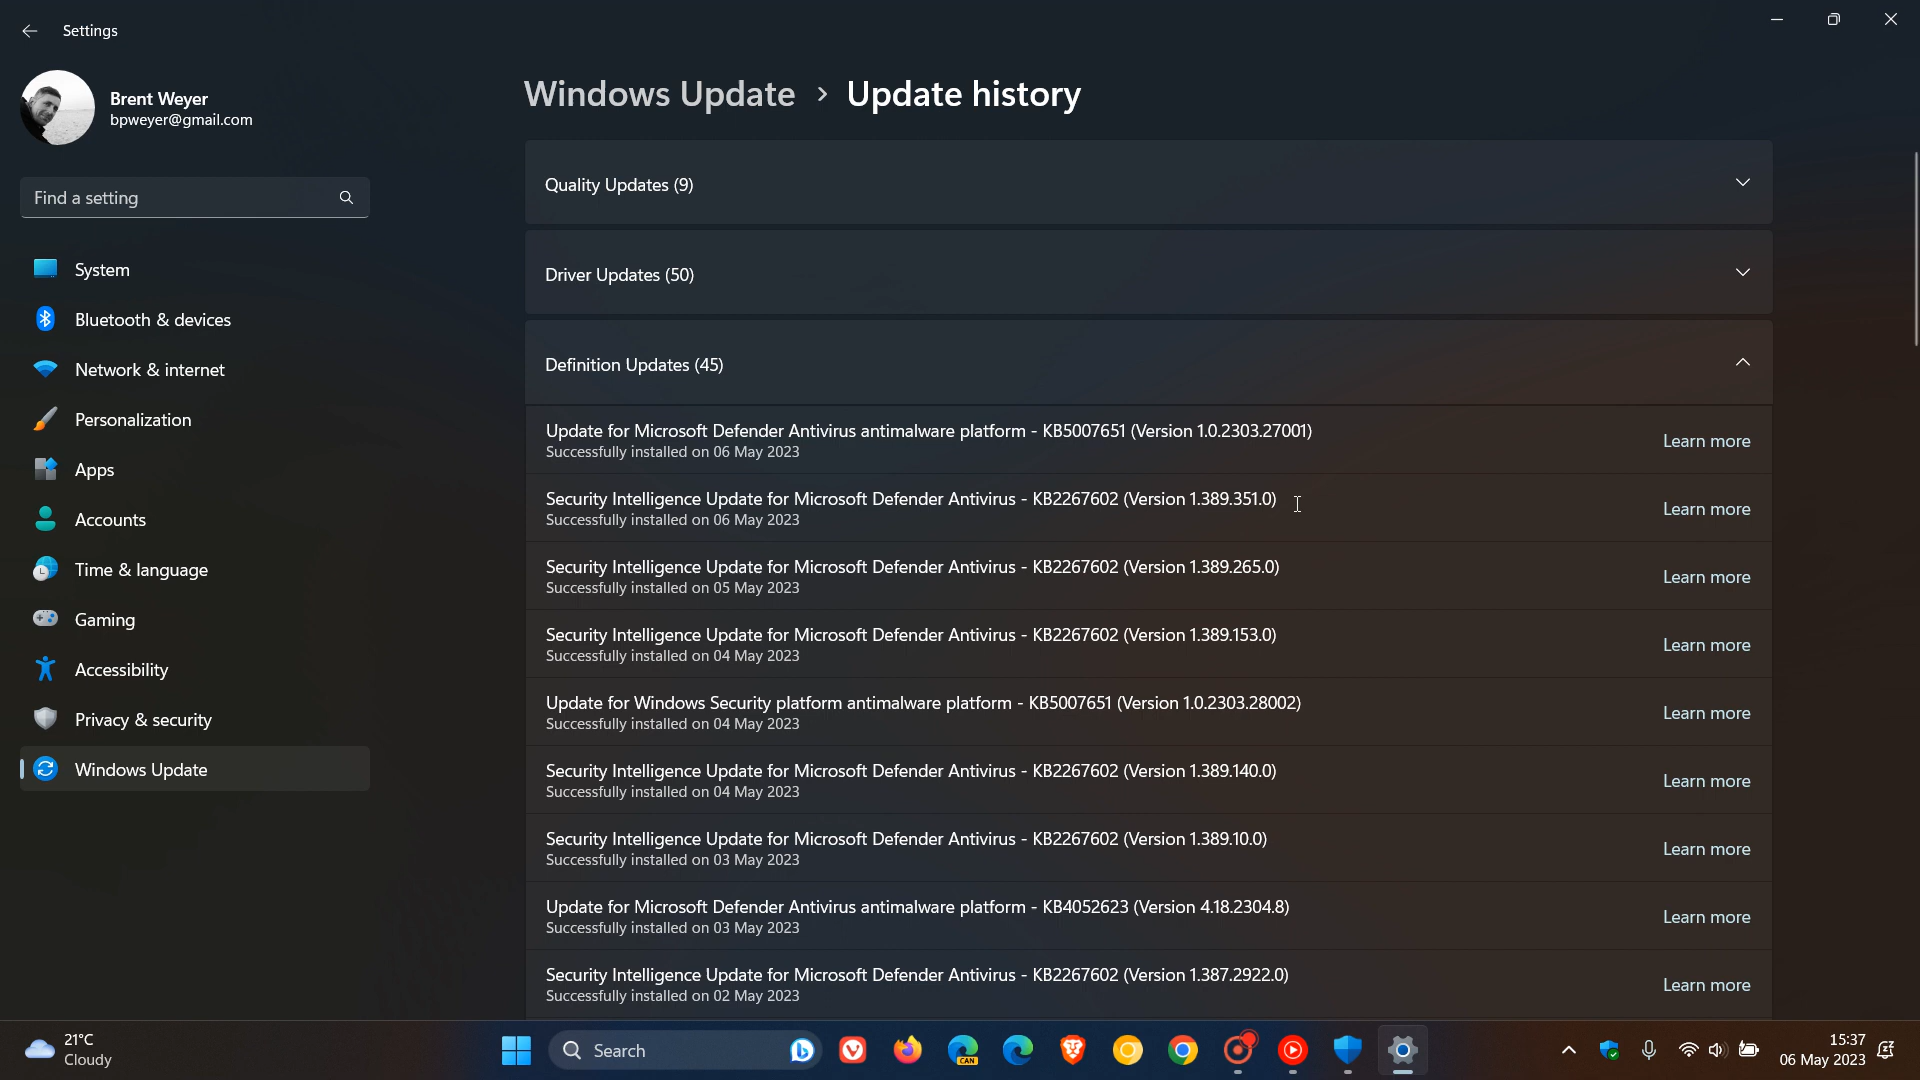 Settings
Brent Weyer
bpweyer@gmail.com
Find a setting
System
Bluetooth & devices
Network & internet
Personalization
Apps
Accounts
Time & language
Gaming
Accessibility
Privacy & security
Windows Update
Windows Update > Update history
Quality Updates (9)
Driver Updates (50)
Definition Updates (45)
Update for Microsoft Defender Antivirus antimalware platform - KB5007651 (Version 1.0.2303.27001)
Successfully installed on 06 May 2023
Learn more
Security Intelligence Update for Microsoft Defender Antivirus - KB2267602 (Version 1.389.351.0)
Successfully installed on 06 May 2023
Learn more
Security Intelligence Update for Microsoft Defender Antivirus - KB2267602 (Version 1.389.265.0)
Successfully installed on 05 May 2023
Learn more
Security Intelligence Update for Microsoft Defender Antivirus - KB2267602 (Version 1.389.153.0)
Successfully installed on 04 May 2023
Learn more
Update for Windows Security platform antimalware platform - KB5007651 (Version 1.0.2303.28002)
Successfully installed on 04 May 2023
Learn more
Security Intelligence Update for Microsoft Defender Antivirus - KB2267602 (Version 1.389.140.0)
Successfully installed on 04 May 2023
Learn more
Security Intelligence Update for Microsoft Defender Antivirus - KB2267602 (Version 1.389.10.0)
Successfully installed on 03 May 2023
Learn more
Update for Microsoft Defender Antivirus antimalware platform - KB4052623 (Version 4.18.2304.8)
Successfully installed on 03 May 2023
Learn more
Security Intelligence Update for Microsoft Defender Antivirus - KB2267602 (Version 1.387.2922.0)
Successfully installed on 02 May 2023
Learn more
21°C
Cloudy
Search
CAN
15:37
06 May 2023